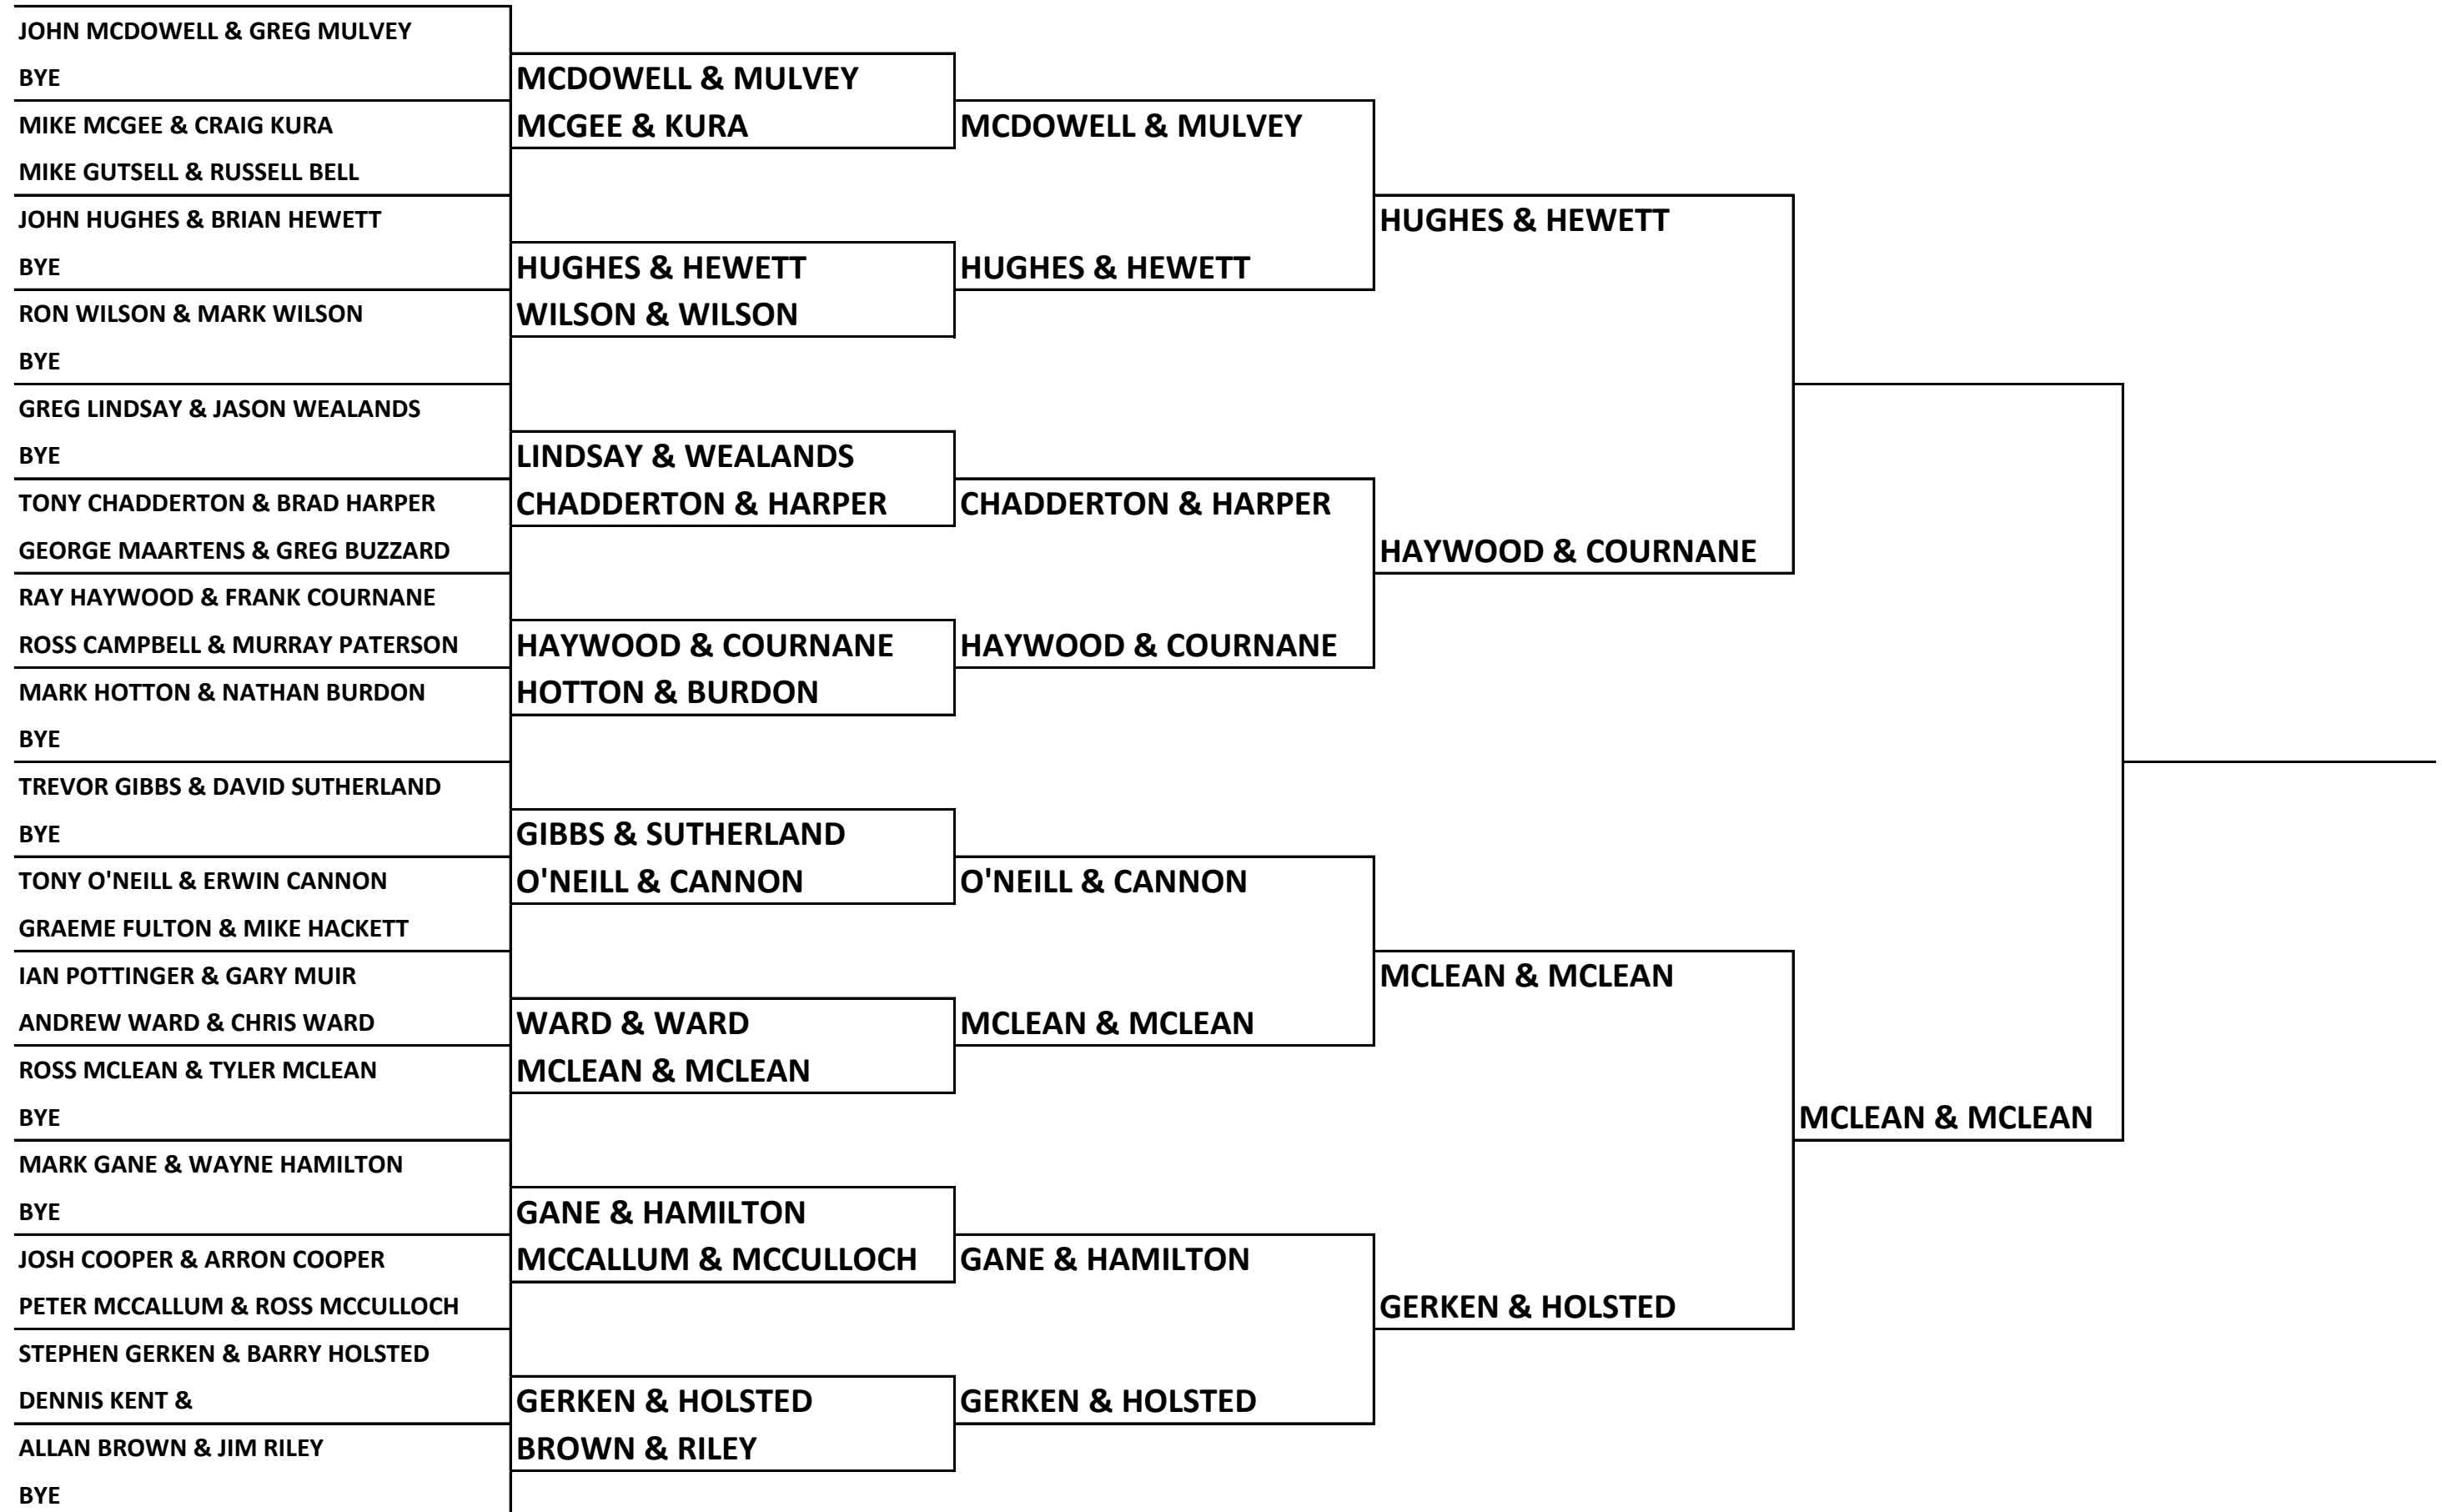 JOHN MCDOWELL & GREG MULVEY
BYE
MIKE MCGEE & CRAIG KURA
MIKE GUTSELL & RUSSELL BELL
JOHN HUGHES & BRIAN HEWETT
BYE
RON WILSON & MARK WILSON
BYE
GREG LINDSAY & JASON WEALANDS
BYE
TONY CHADDERTON & BRAD HARPER
GEORGE MAARTENS & GREG BUZZARD
RAY HAYWOOD & FRANK COURNANE
ROSS CAMPBELL & MURRAY PATERSON
MARK HOTTON & NATHAN BURDON
BYE
TREVOR GIBBS & DAVID SUTHERLAND
BYE
TONY O'NEILL & ERWIN CANNON
GRAEME FULTON & MIKE HACKETT
IAN POTTINGER & GARY MUIR
ANDREW WARD & CHRIS WARD
ROSS MCLEAN & TYLER MCLEAN
BYE
MARK GANE & WAYNE HAMILTON
BYE
JOSH COOPER & ARRON COOPER
PETER MCCALLUM & ROSS MCCULLOCH
STEPHEN GERKEN & BARRY HOLSTED
DENNIS KENT &
ALLAN BROWN & JIM RILEY
BYE
MCDOWELL & MULVEY
MCGEE & KURA
HUGHES & HEWETT
WILSON & WILSON
LINDSAY & WEALANDS
CHADDERTON & HARPER
HAYWOOD & COURNANE
HOTTON & BURDON
GIBBS & SUTHERLAND
O'NEILL & CANNON
WARD & WARD
MCLEAN & MCLEAN
GANE & HAMILTON
MCCALLUM & MCCULLOCH
GERKEN & HOLSTED
BROWN & RILEY
MCDOWELL & MULVEY
HUGHES & HEWETT
CHADDERTON & HARPER
HAYWOOD & COURNANE
O'NEILL & CANNON
MCLEAN & MCLEAN
GANE & HAMILTON
GERKEN & HOLSTED
HUGHES & HEWETT
HAYWOOD & COURNANE
MCLEAN & MCLEAN
GERKEN & HOLSTED
MCLEAN & MCLEAN